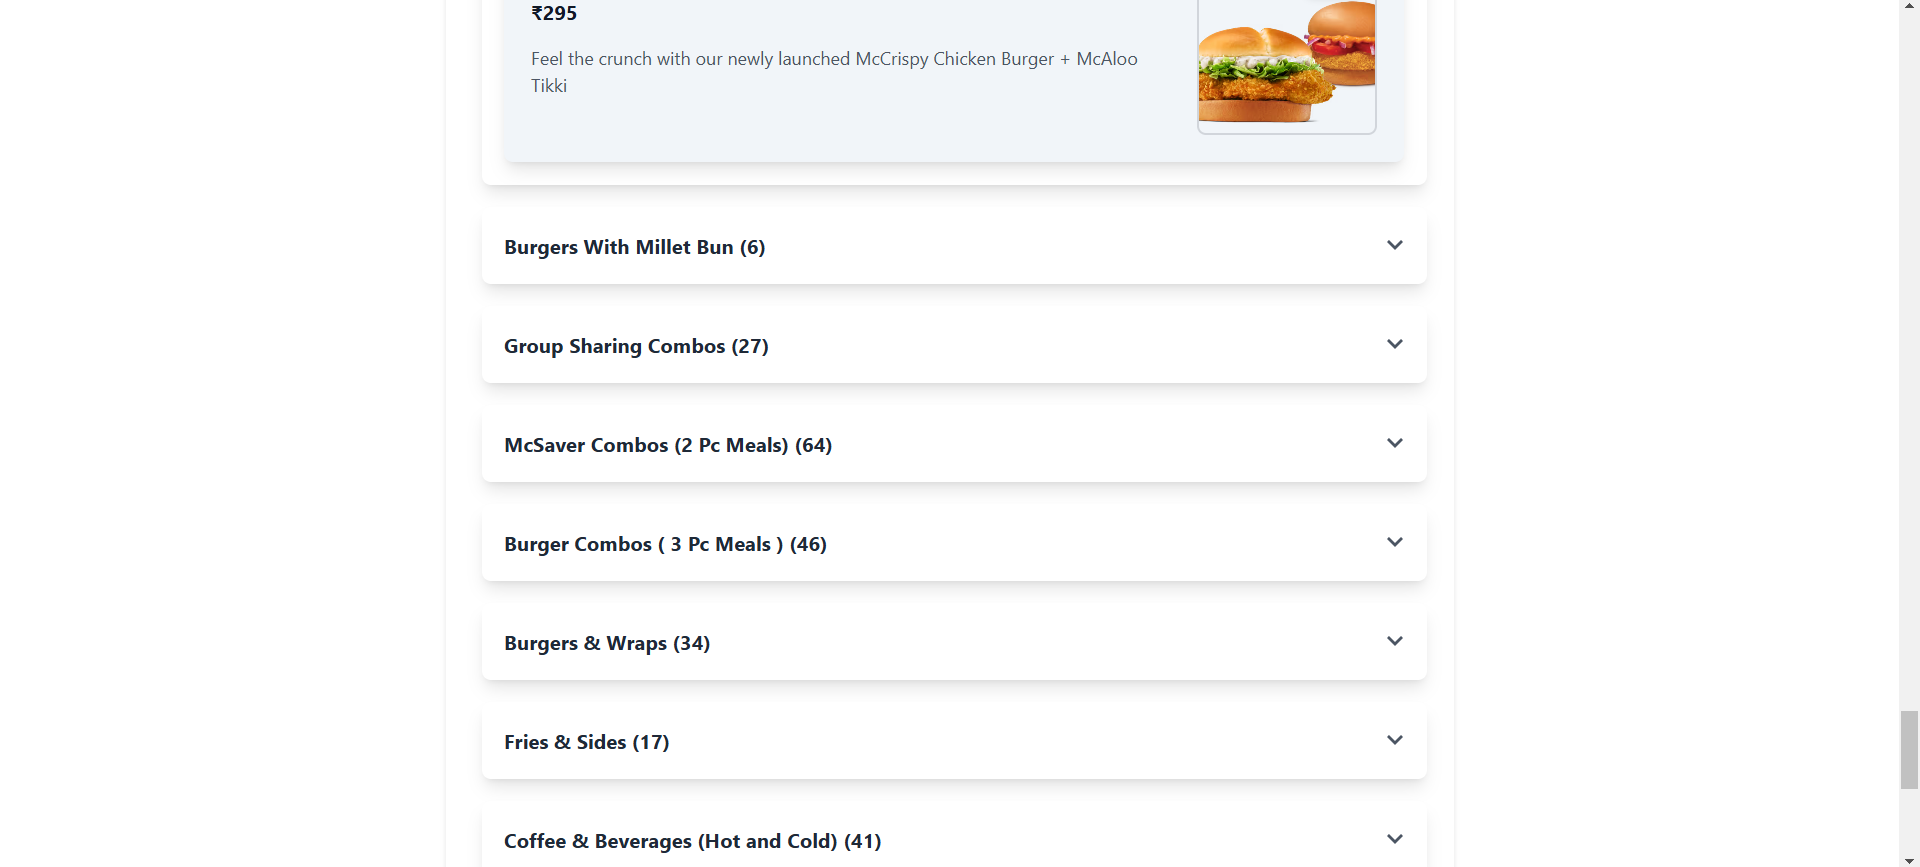 ₹295
Feel the crunch with our newly launched McCrispy Chicken Burger + McAloo
Tikki
Burgers With Millet Bun (6)
Group Sharing Combos (27)
McSaver Combos (2 Pc Meals) (64)
Burger Combos ( 3 Pc Meals ) (46)
Burgers & Wraps (34)
Fries & Sides (17)
Coffee & Beverages (Hot and Cold) (41)